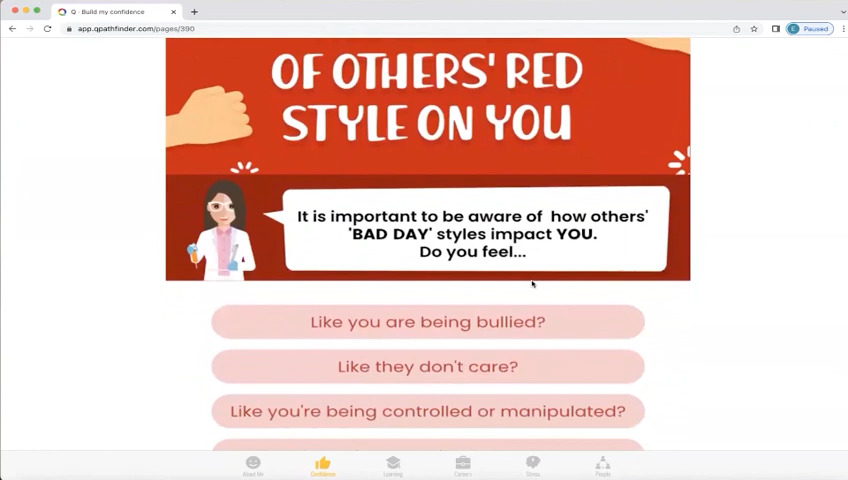 Q - Build my confidence
app.qpathfinder.com/pages/390
E
Paused
OF OTHERS' RED
STYLE ON YOU
It is important to be aware of how others'
'BAD DAY' styles impact YOU.
Do you feel...
Like you are being bullied?
Like they don't care?
Like you're being controlled or manipulated?
About Me
Confidence
Learning
Careers
Stress
People